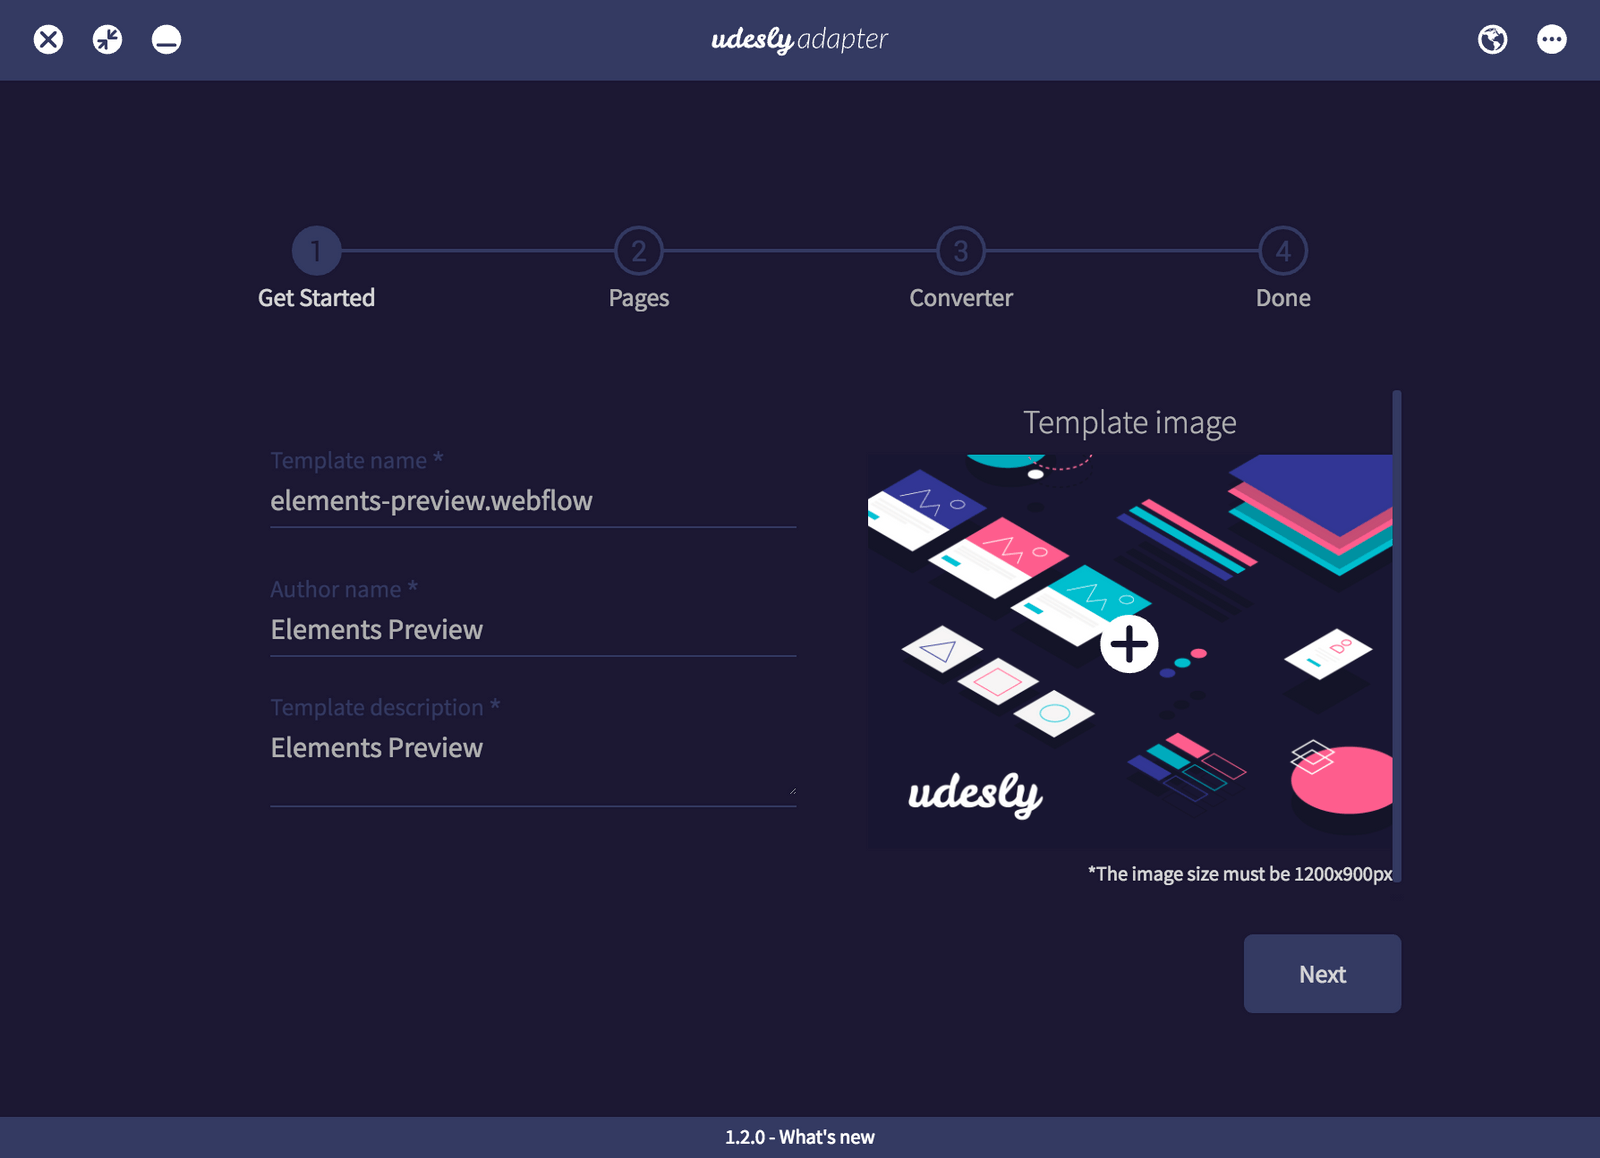 udesly adapter
1 2 3 4
Get Started Pages Converter Done
Template image
Template name *
elements-preview.webflow
Author name *
Elements Preview
Template description *
Elements Preview
udesly
*The image size must be 1200x900px
Next
1.2.0 - What's new